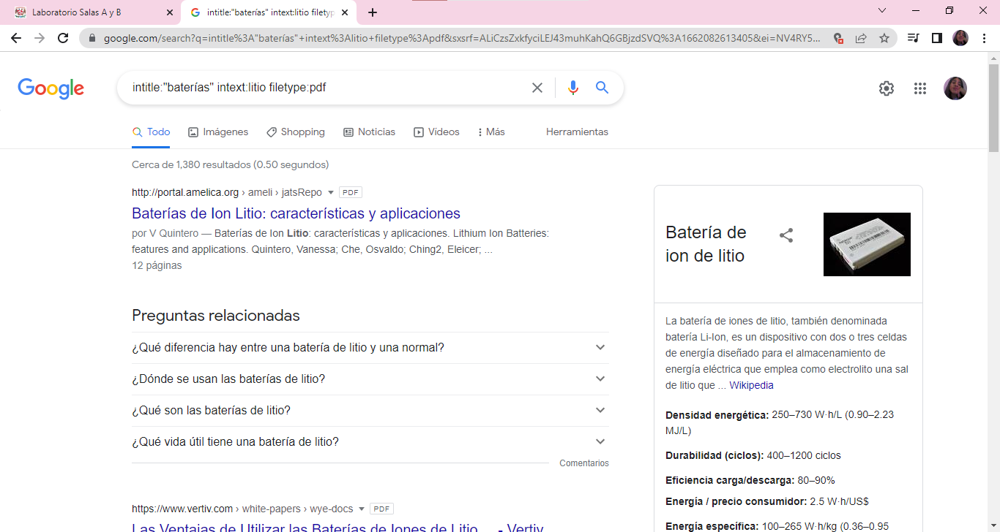 Laboratorio Salas A y B
intitle:"baterías" intext:litio filetyp
google.com/search?q=intitle%3A"baterías"+intext%3Alitio+filetype%3Apdf&sxsrf=ALiCzsZxkfyciLEJ43muhKahQ6GBjzdSVQ%3A1662082613405&ei=NV4RY5...
Google
intitle:"baterías" intext:litio filetype:pdf
Todo Imágenes Shopping Noticias Vídeos Más Herramientas
Cerca de 1,380 resultados (0.50 segundos)
http://portal.amelica.org › ameli › jatsRepo PDF
Baterías de Ion Litio: características y aplicaciones
por V Quintero — Baterías de Ion Litio: características y aplicaciones. Lithium Ion Batteries:
features and applications. Quintero, Vanessa; Che, Osvaldo; Ching2, Eleicer; ...
12 páginas
Preguntas relacionadas
¿Qué diferencia hay entre una batería de litio y una normal?
¿Dónde se usan las baterías de litio?
¿Qué son las baterías de litio?
¿Qué vida útil tiene una batería de litio?
Comentarios
https://www.vertiv.com › white-papers › wye-docs PDF
Las Ventajas de Utilizar las Baterías de Iones de Litio ... - Vertiv
Batería de
ion de litio
La batería de iones de litio, también denominada
batería Li-Ion, es un dispositivo con dos o tres celdas
de energía diseñado para el almacenamiento de
energía eléctrica que emplea como electrolito una sal
de litio que ... Wikipedia
Densidad energética: 250–730 W·h/L (0.90–2.23
MJ/L)
Durabilidad (ciclos): 400–1200 ciclos
Eficiencia carga/descarga: 80–90%
Energía / precio consumidor: 2.5 W·h/US$
Energía específica: 100–265 W·h/kg (0.36–0.95